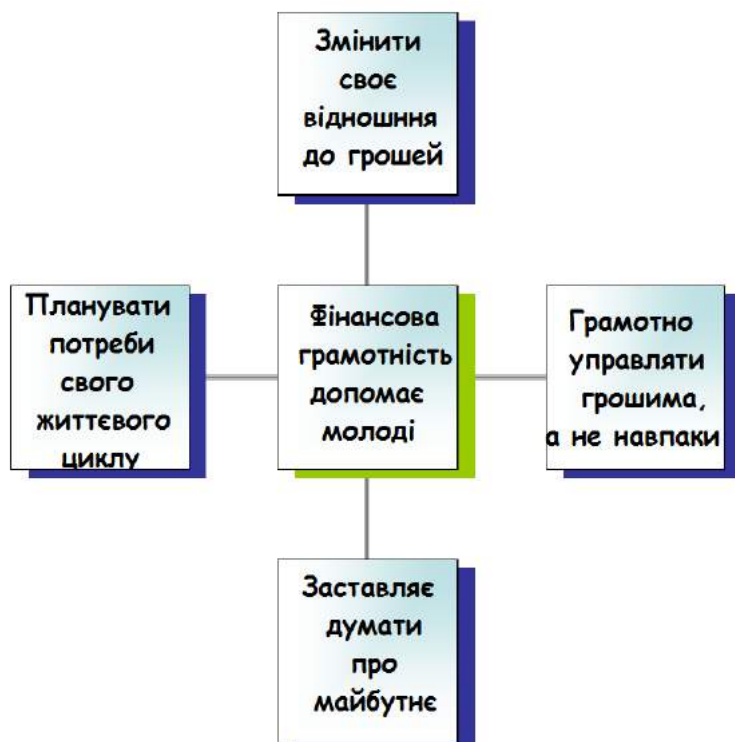 Змінити
своє
відношння
до грошей
Планувати
потреби
свого
життєвого
циклу
Фінансова
грамотність
допомає
молоді
Грамотно
управляти
грошима,
а не навпаки
Заставляє
думати
про
майбутнє